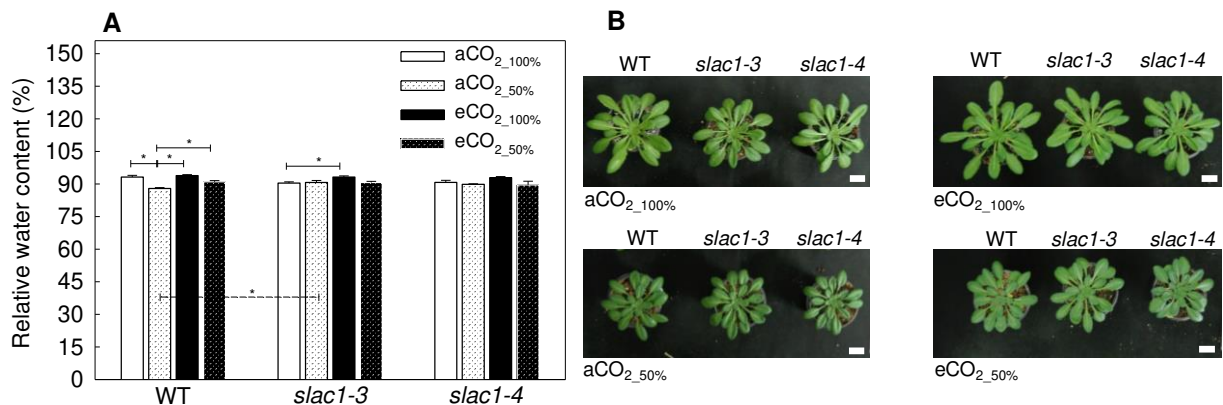 A
Relative water content (%)
150
135
120
105
90
75
60
45
30
15
0
aCO2_100%
aCO2_50%
eCO2_100%
eCO2_50%
* * *
*
*
WT slac1-3 slac1-4
B
WT slac1-3 slac1-4
aCO2_100%
WT slac1-3 slac1-4
eCO2_100%
WT slac1-3 slac1-4
aCO2_50%
WT slac1-3 slac1-4
eCO2_50%